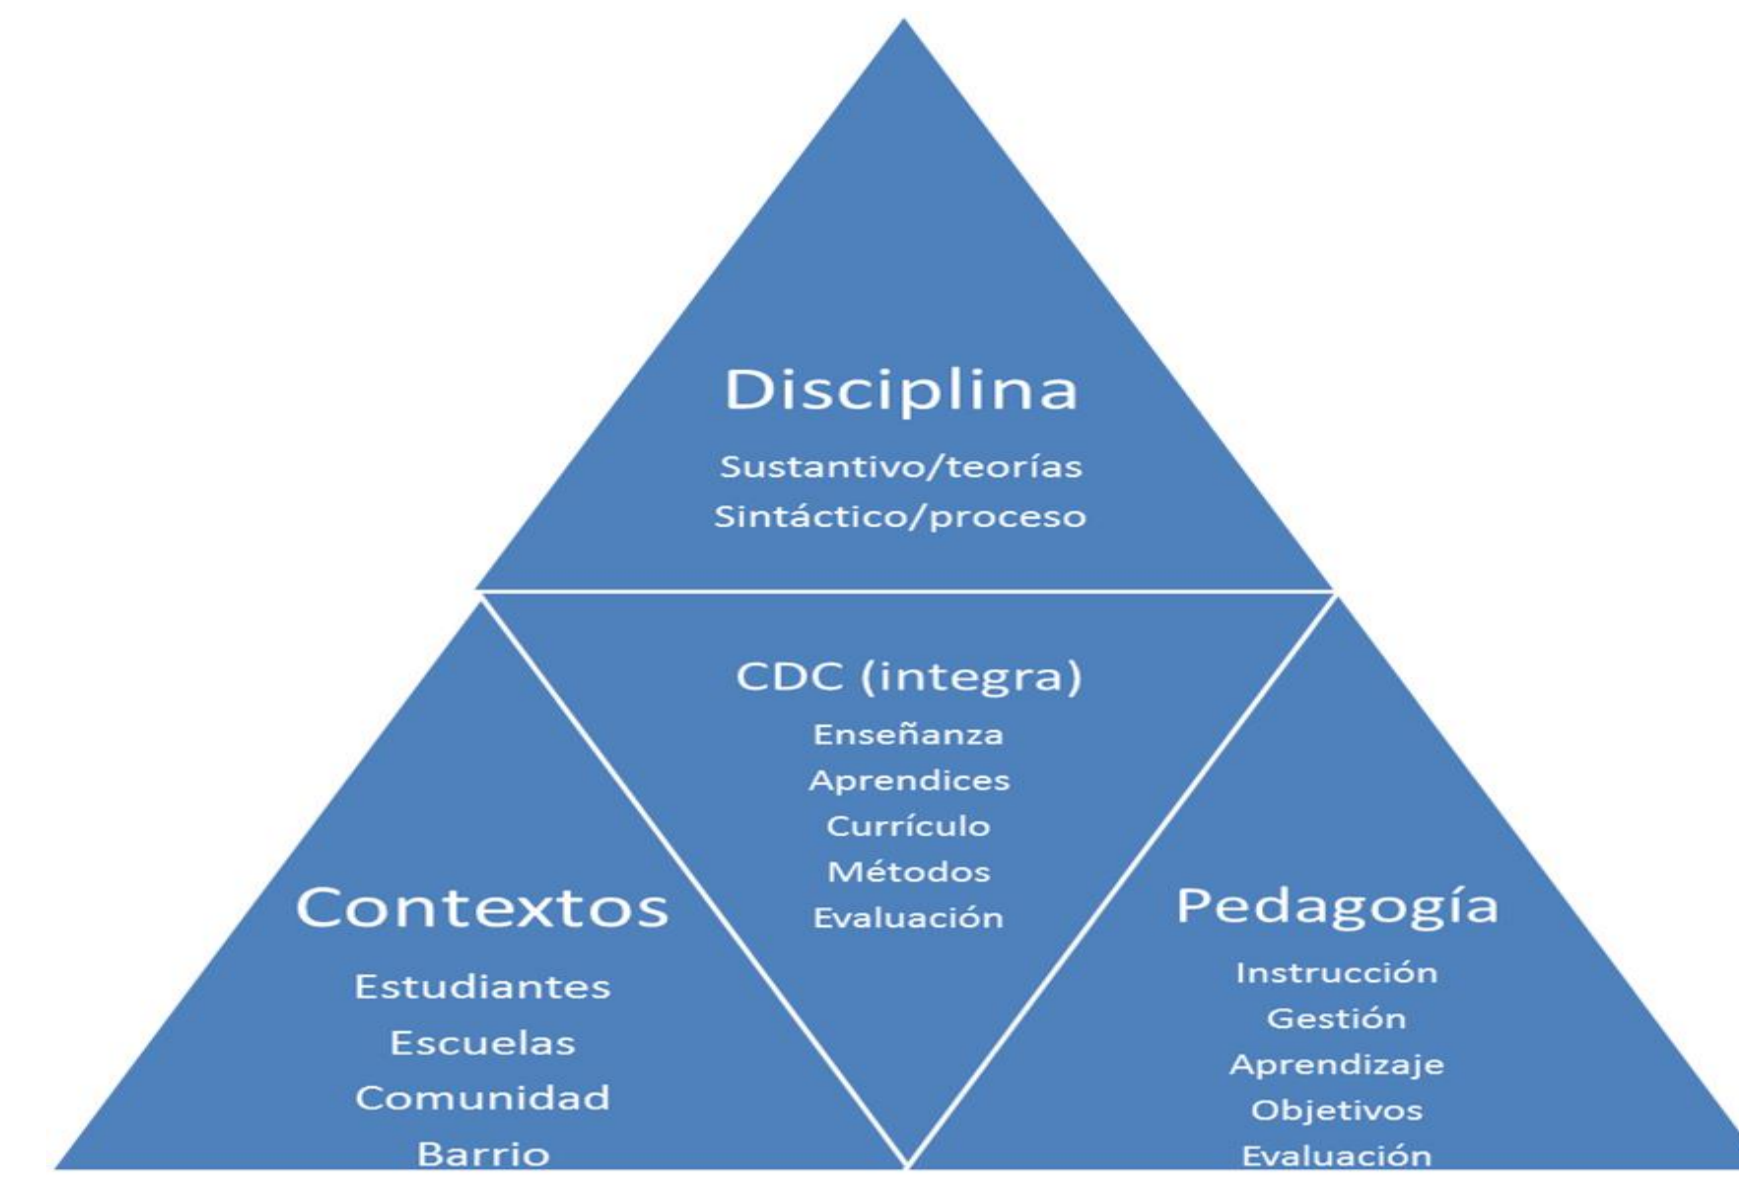 Disciplina
Sustantivo/teorías
Sintáctico/proceso
CDC (integra)
Enseñanza
Aprendices
Currículo
Métodos
Evaluación
Contextos
Estudiantes
Escuelas
Comunidad
Barrio
Pedagogía
Instrucción
Gestión
Aprendizaje
Objetivos
Evaluación